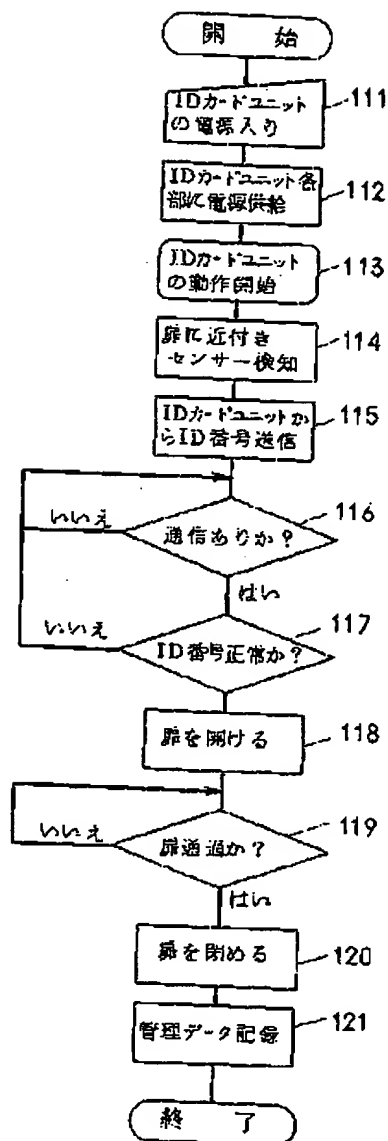 開 始
IDカードユニット
の電源入り
111
IDカードユニット各
部に電源供給
112
IDカードユニット
の動作開始
113
扉に近付き
センサー検知
114
IDカードユニットか
らID番号送信
115
いいえ
通信ありか?
116
はい
いいえ
ID番号正常か?
117
扉を開ける
118
いいえ
扉通過か?
119
はい
扉を閉める
120
管理データ記録
121
終 了